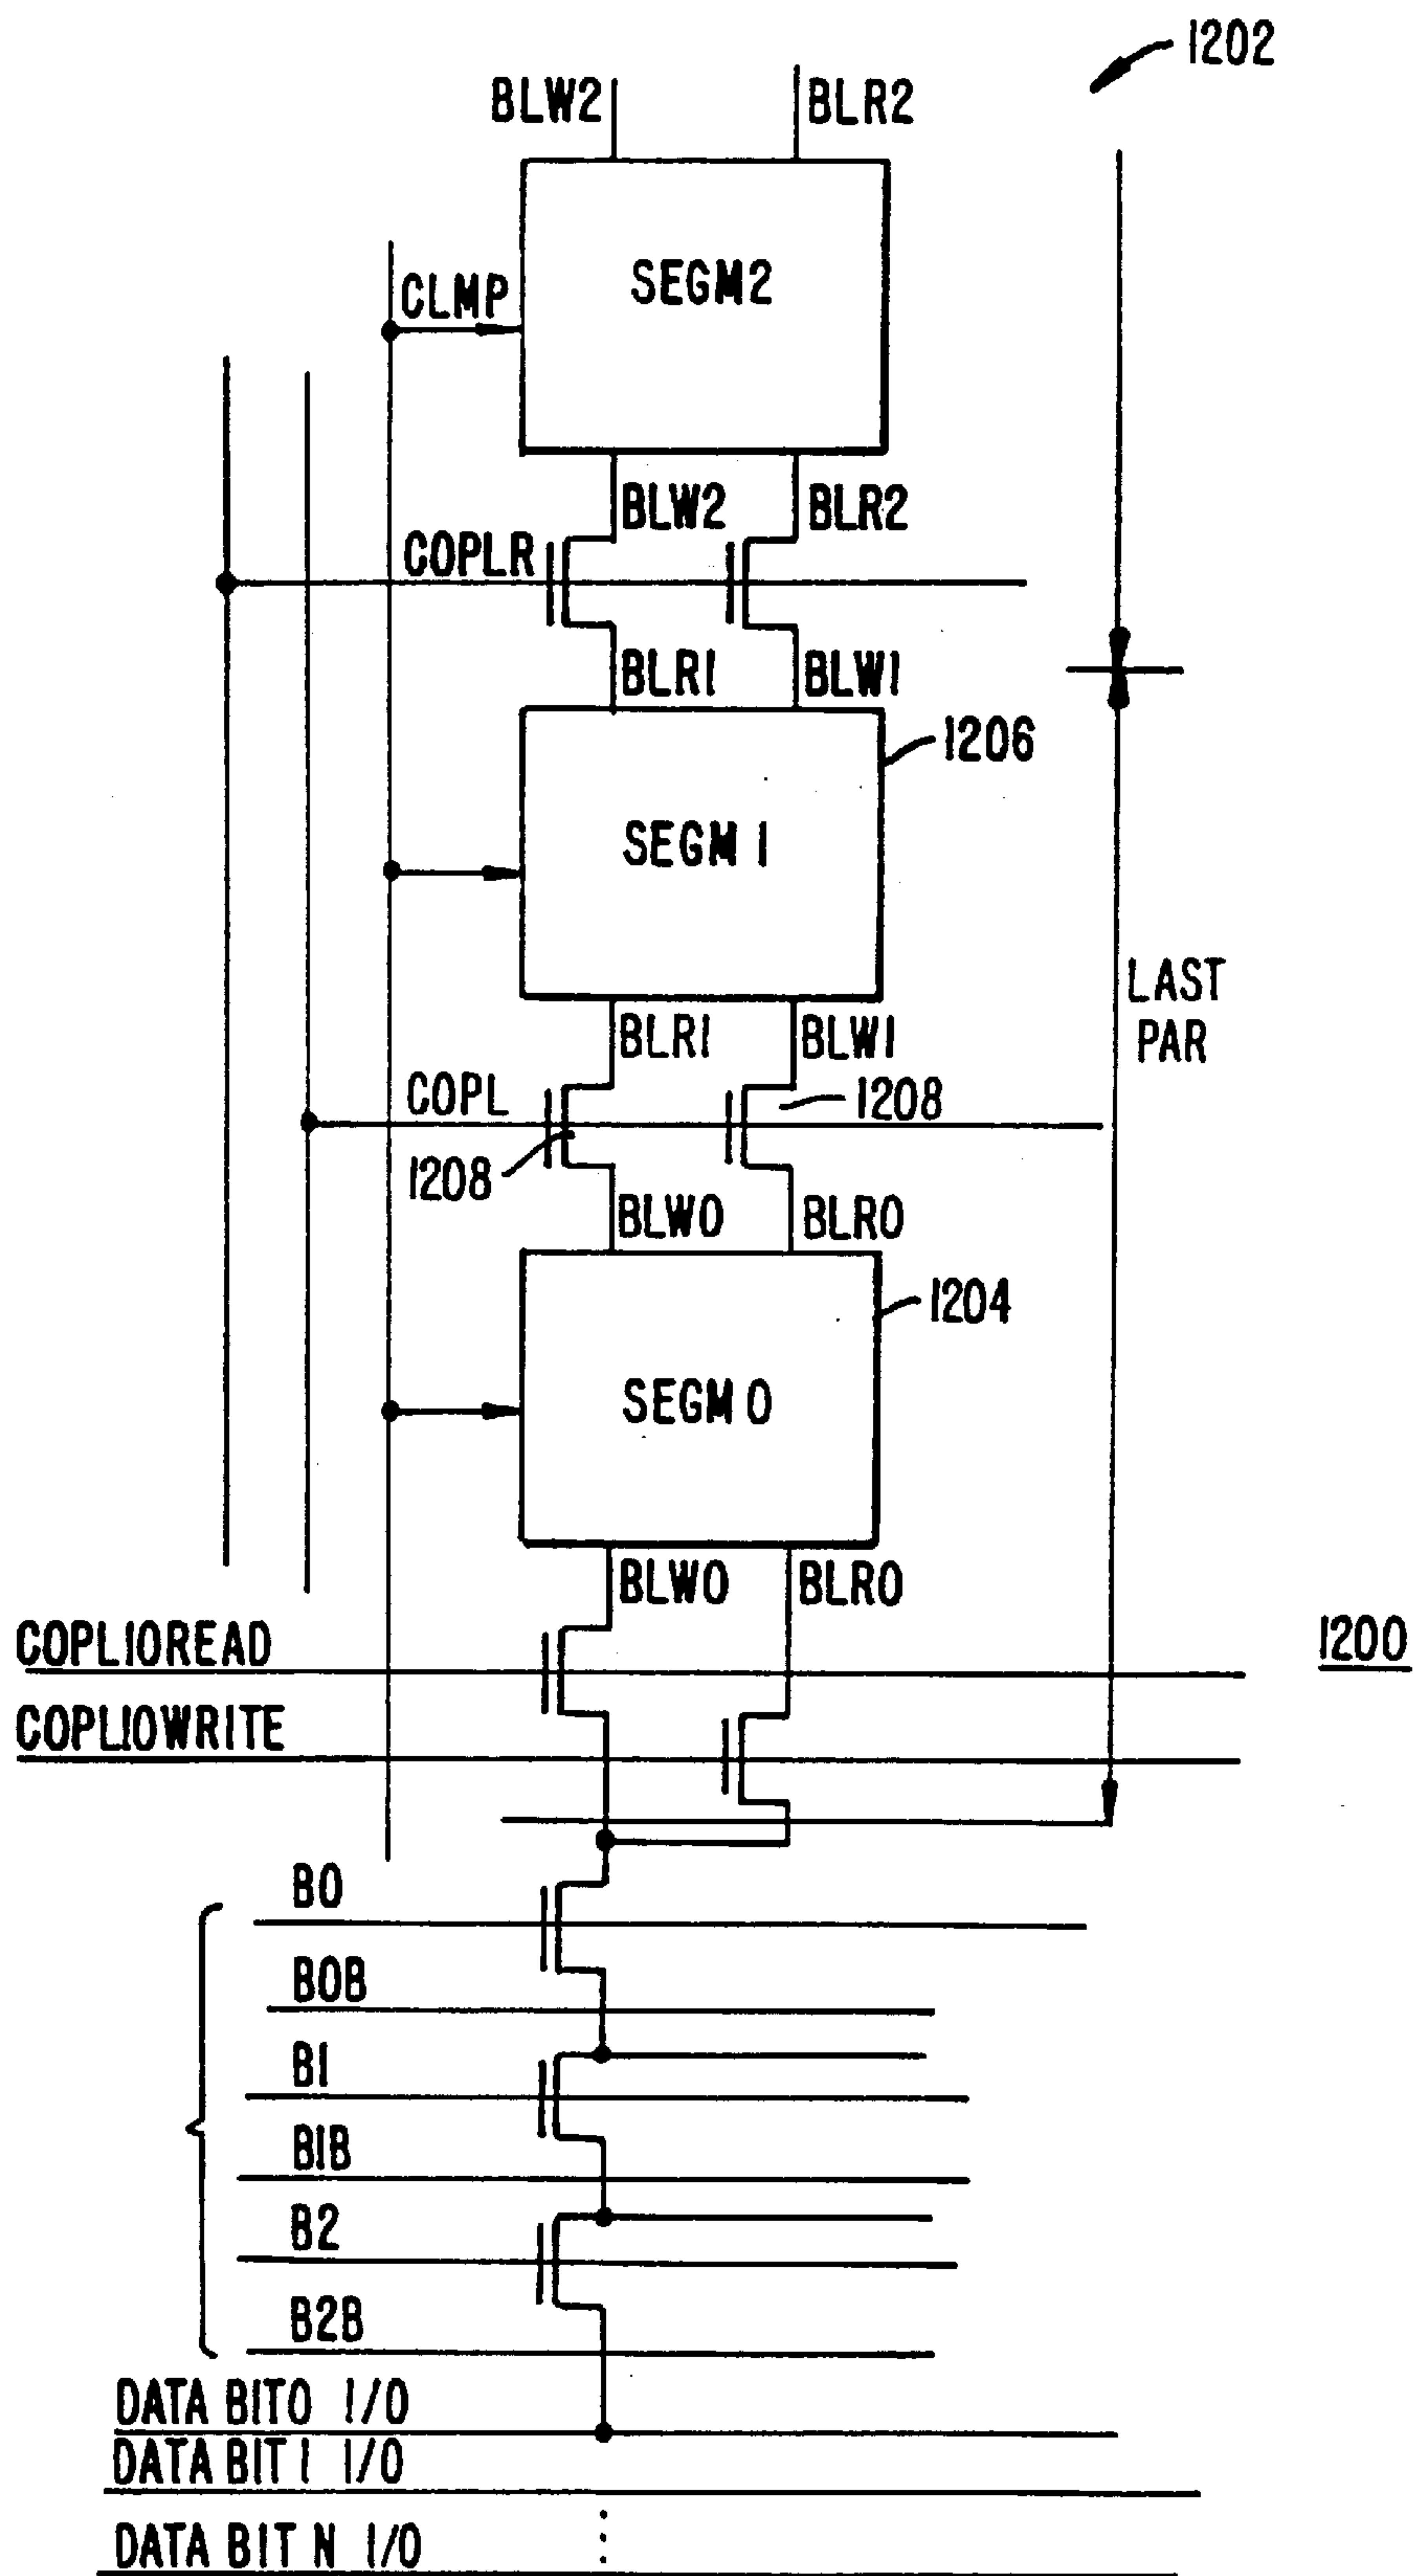 1202
BLW2 BLR2
SEGM2
CLMP
BLW2 BLR2
COPLR
BLR1 BLW1
1206
SEGM 1
LAST
PAR
BLR1 BLW1
COPL 1208
1208
BLW0 BLR0
1204
SEGM 0
BLW0 BLR0
COPLIOREAD
1200
COPLIOWRITE
B0
B0B
B1
B1B
B2
B2B
DATA BIT0 I/O
DATA BIT 1 I/O
DATA BIT N I/O